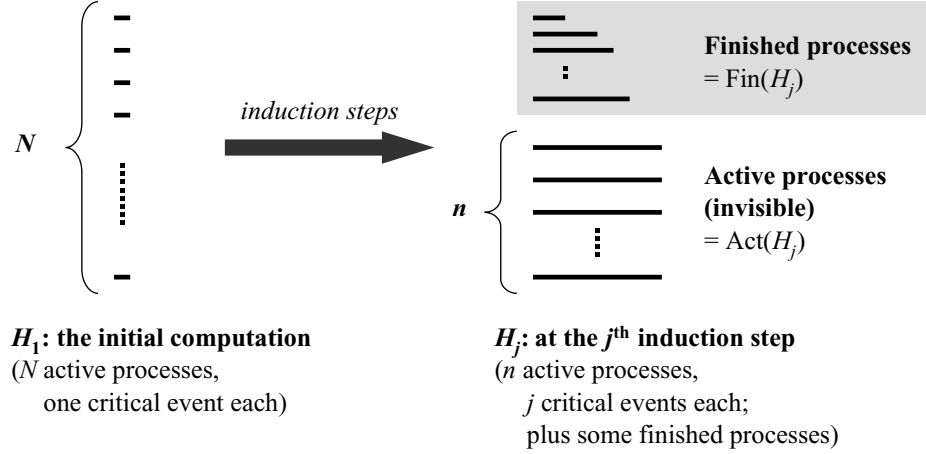 N
induction steps
Finished processes
= Fin(H_j)
n
Active processes
(invisible)
= Act(H_j)
H_1: the initial computation
(N active processes,
one critical event each)
H_j: at the j^th induction step
(n active processes,
j critical events each;
plus some finished processes)